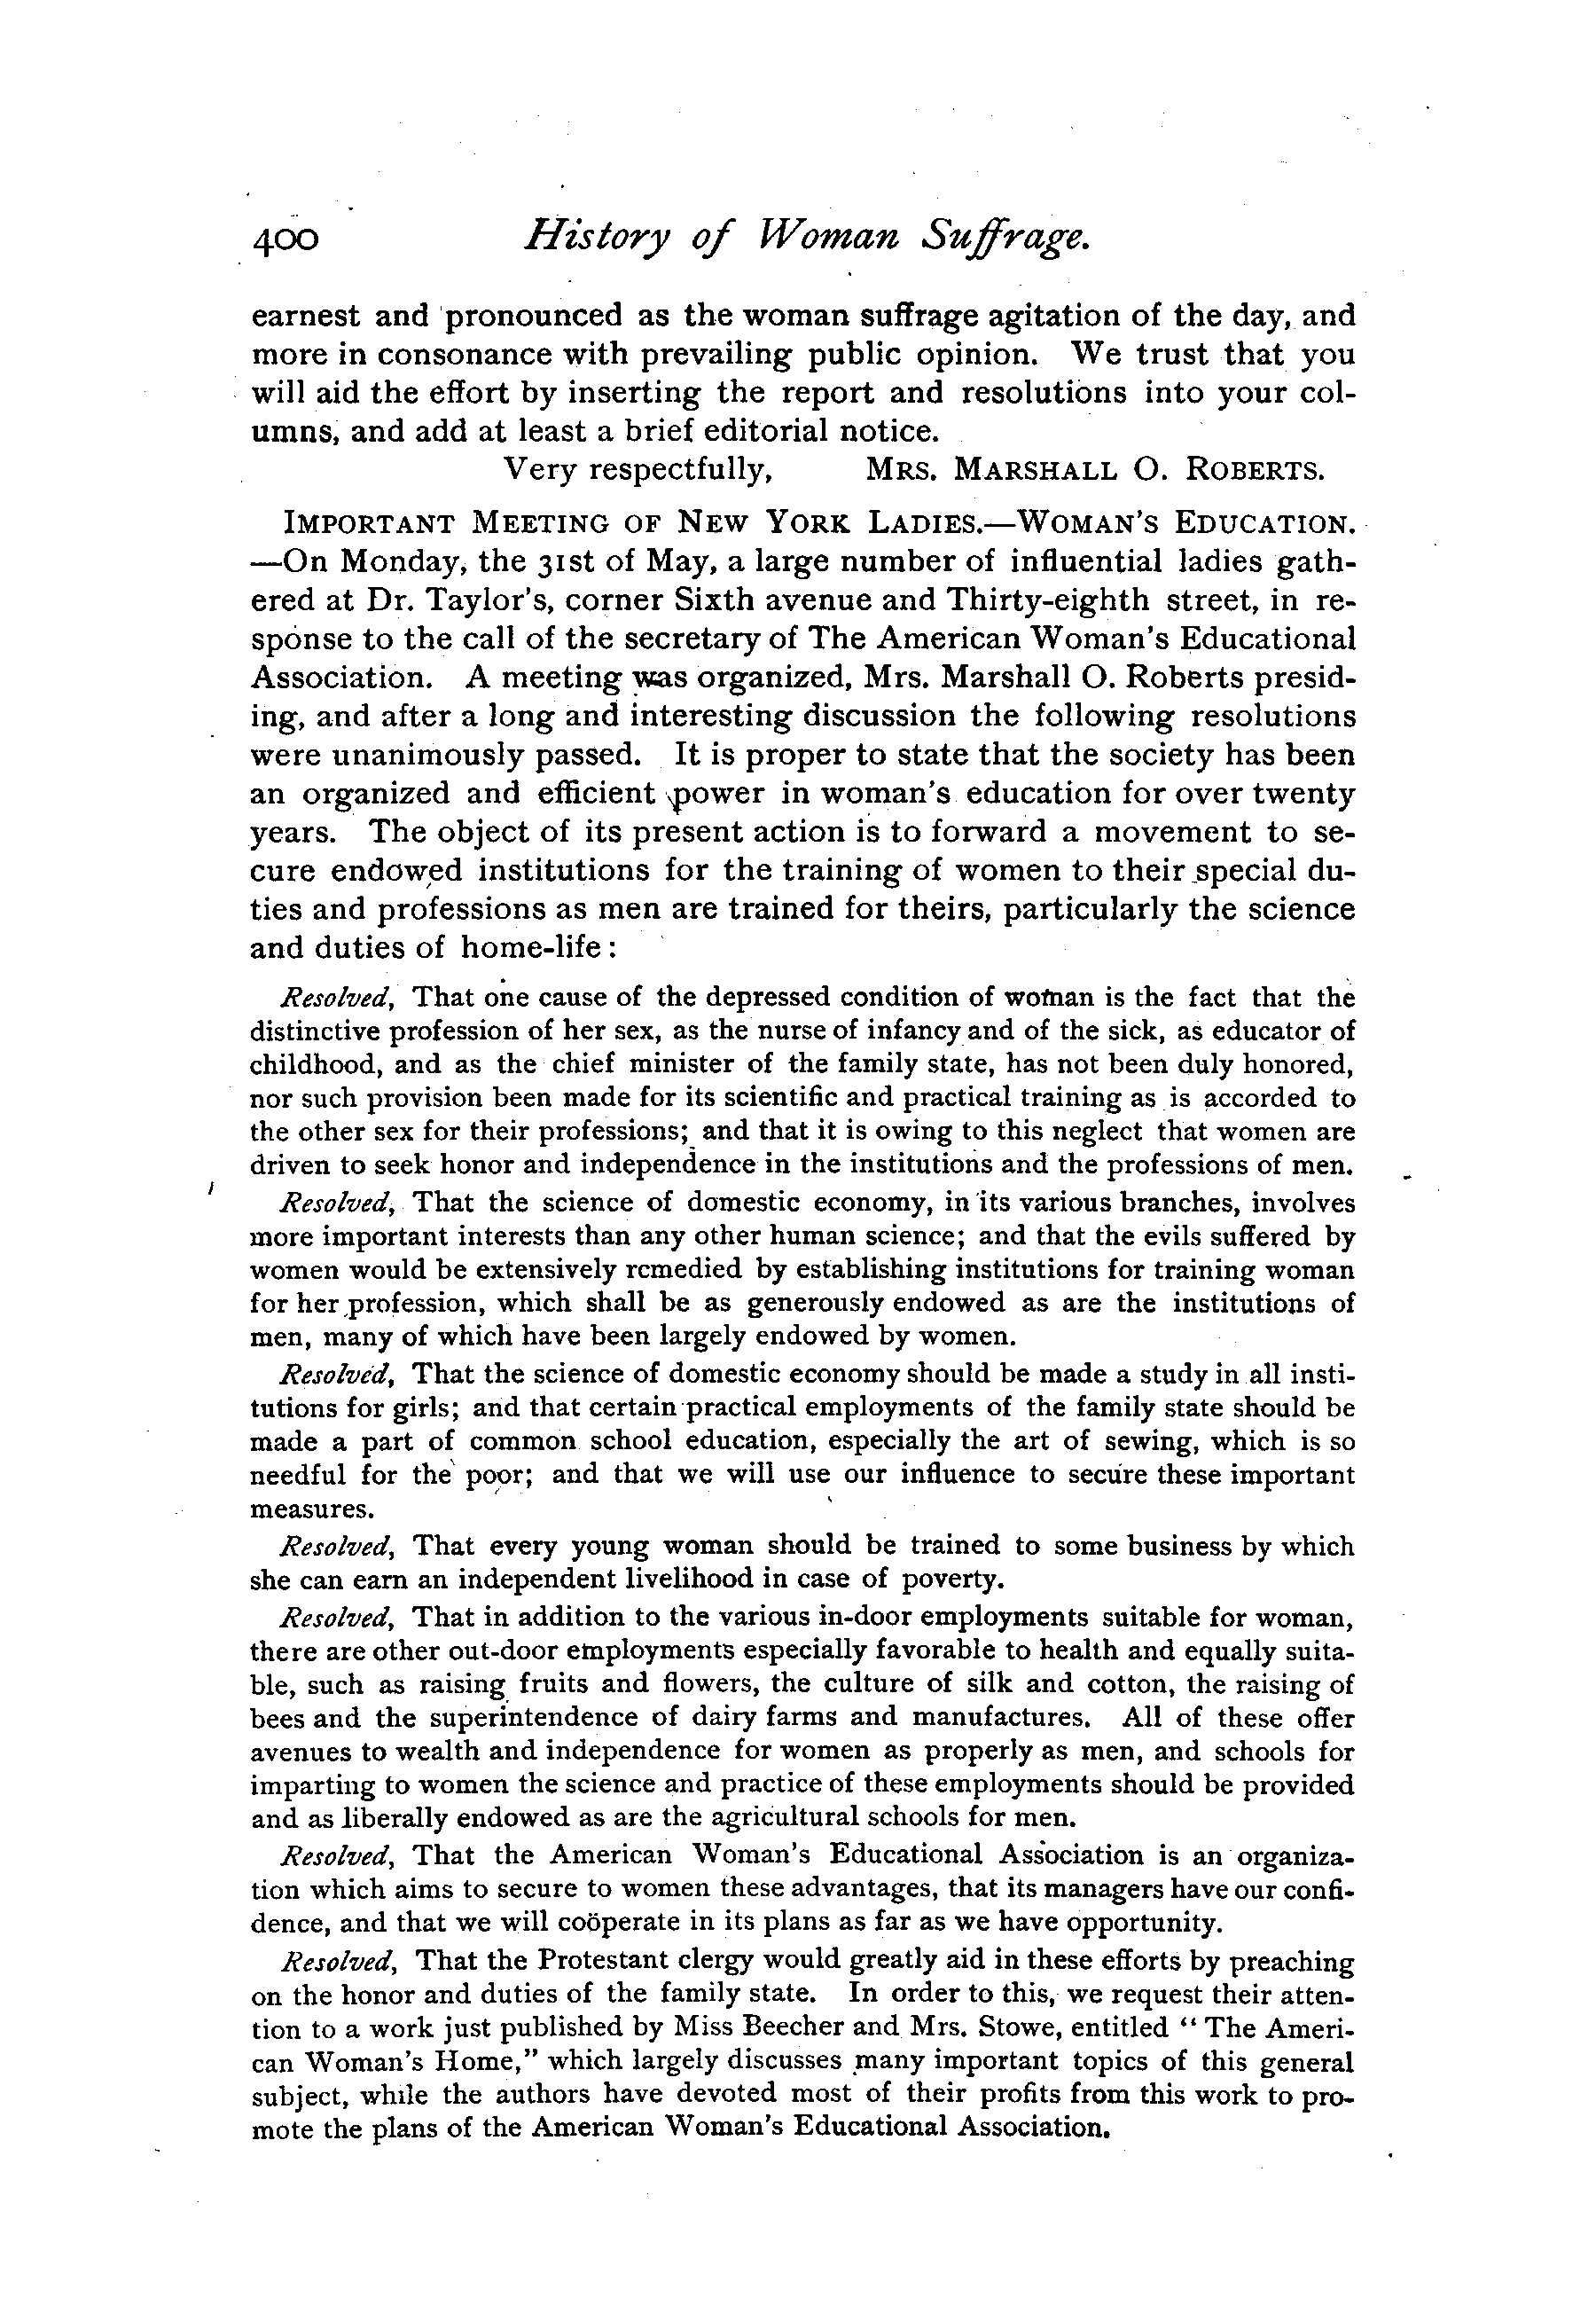 400 History of Woman Suffrage.
earnest and pronounced as the woman suffrage agitation of the day, and
more in consonance with prevailing public opinion. We trust that you
will aid the effort by inserting the report and resolutions into your col-
umns, and add at least a brief editorial notice.
Very respectfully, MRS. MARSHALL O. ROBERTS.
IMPORTANT MEETING OF NEW YORK LADIES.—WOMAN'S EDUCATION.
—On Monday, the 31st of May, a large number of influential ladies gath-
ered at Dr. Taylor's, corner Sixth avenue and Thirty-eighth street, in re-
sponse to the call of the secretary of The American Woman's Educational
Association. A meeting was organized, Mrs. Marshall O. Roberts presid-
ing, and after a long and interesting discussion the following resolutions
were unanimously passed. It is proper to state that the society has been
an organized and efficient power in woman's education for over twenty
years. The object of its present action is to forward a movement to se-
cure endowed institutions for the training of women to their special du-
ties and professions as men are trained for theirs, particularly the science
and duties of home-life:
Resolved, That one cause of the depressed condition of woman is the fact that the
distinctive profession of her sex, as the nurse of infancy and of the sick, as educator of
childhood, and as the chief minister of the family state, has not been duly honored,
nor such provision been made for its scientific and practical training as is accorded to
the other sex for their professions; and that it is owing to this neglect that women are
driven to seek honor and independence in the institutions and the professions of men.
Resolved, That the science of domestic economy, in its various branches, involves
more important interests than any other human science; and that the evils suffered by
women would be extensively remedied by establishing institutions for training woman
for her profession, which shall be as generously endowed as are the institutions of
men, many of which have been largely endowed by women.
Resolved, That the science of domestic economy should be made a study in all insti-
tutions for girls; and that certain practical employments of the family state should be
made a part of common school education, especially the art of sewing, which is so
needful for the poor; and that we will use our influence to secure these important
measures.
Resolved, That every young woman should be trained to some business by which
she can earn an independent livelihood in case of poverty.
Resolved, That in addition to the various in-door employments suitable for woman,
there are other out-door employments especially favorable to health and equally suita-
ble, such as raising fruits and flowers, the culture of silk and cotton, the raising of
bees and the superintendence of dairy farms and manufactures. All of these offer
avenues to wealth and independence for women as properly as men, and schools for
imparting to women the science and practice of these employments should be provided
and as liberally endowed as are the agricultural schools for men.
Resolved, That the American Woman's Educational Association is an organiza-
tion which aims to secure to women these advantages, that its managers have our confi-
dence, and that we will coöperate in its plans as far as we have opportunity.
Resolved, That the Protestant clergy would greatly aid in these efforts by preaching
on the honor and duties of the family state. In order to this, we request their atten-
tion to a work just published by Miss Beecher and Mrs. Stowe, entitled "The Ameri-
can Woman's Home," which largely discusses many important topics of this general
subject, while the authors have devoted most of their profits from this work to pro-
mote the plans of the American Woman's Educational Association.